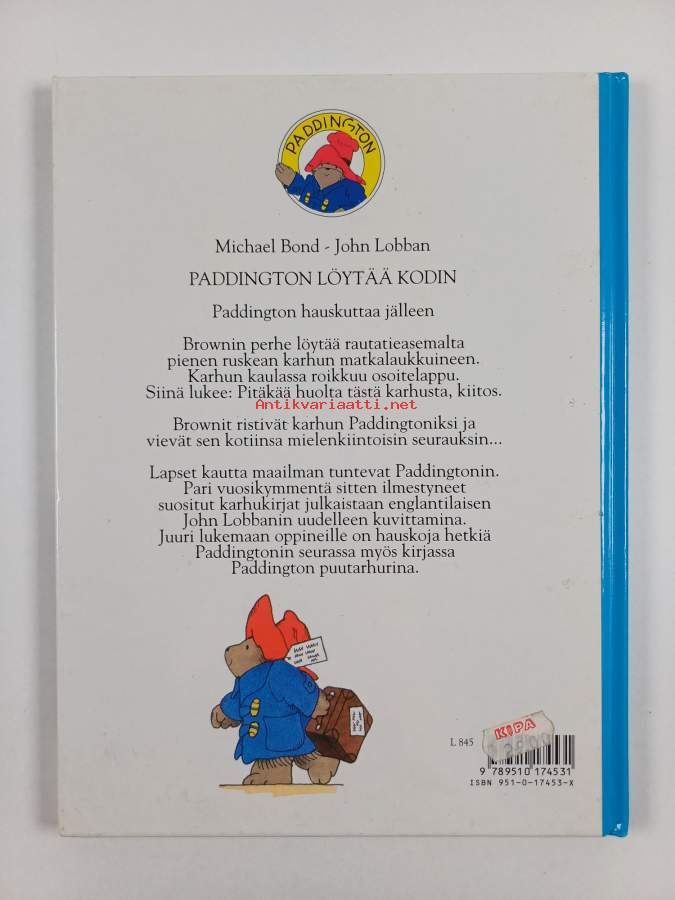 PADDINGTON
Michael Bond - John Lobban
PADDINGTON LÖYTÄÄ KODIN
Paddington hauskuttaa jälleen
Brownin perhe löytää rautatieasemalta
pienen ruskean karhun matkalaukkuineen.
Karhun kaulassa roikkuu osoitelappu.
Siinä lukee: Pitäkää huolta tästä karhusta, kiitos.
Antikvariaatti.net
Brownit ristivät karhun Paddingtoniksi ja
vievät sen kotiinsa mielenkiintoisin seurauksin...
Lapset kautta maailman tuntevat Paddingtonin.
Pari vuosikymmentä sitten ilmestyneet
suositut karhukirjat julkaistaan englantilaisen
John Lobbanin uudelleen kuvittamina.
Juuri lukemaan oppineille on hauskoja hetkiä
Paddingtonin seurassa myös kirjassa
Paddington puutarhurina.
L 845
KIPA
9 789510 174531
ISBN 951-0-17453-X